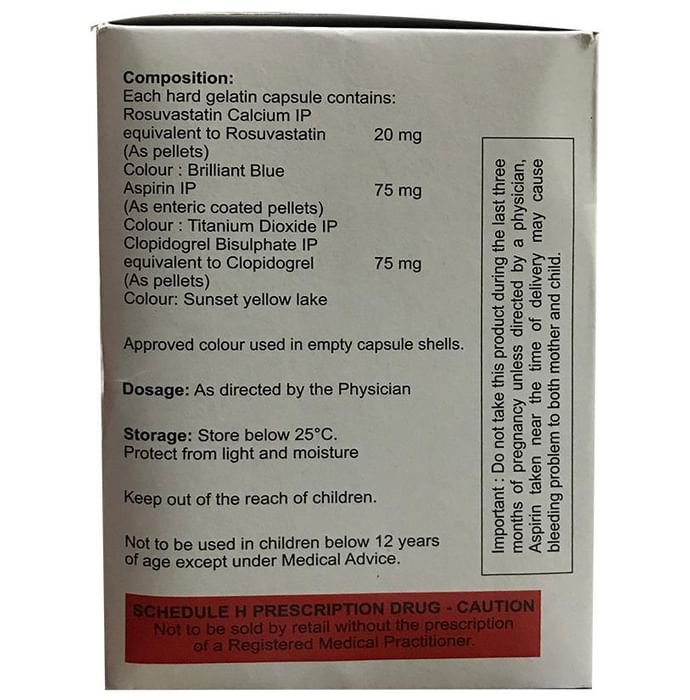 Composition:
Each hard gelatin capsule contains:
Rosuvastatin Calcium IP
equivalent to Rosuvastatin 20 mg
(As pellets)
Colour : Brilliant Blue
Aspirin IP 75 mg
(As enteric coated pellets)
Colour : Titanium Dioxide IP
Clopidogrel Bisulphate IP
equivalent to Clopidogrel 75 mg
(As pellets)
Colour: Sunset yellow lake
Approved colour used in empty capsule shells.
Dosage: As directed by the Physician
Storage: Store below 25°C.
Protect from light and moisture
Keep out of the reach of children.
Not to be used in children below 12 years
of age except under Medical Advice.
SCHEDULE H PRESCRIPTION DRUG - CAUTION
Not to be sold by retail without the prescription
of a Registered Medical Practitioner.
Important : Do not take this product during the last three
months of pregnancy unless directed by a physician,
Aspirin taken near the time of delivery may cause
bleeding problem to both mother and child.